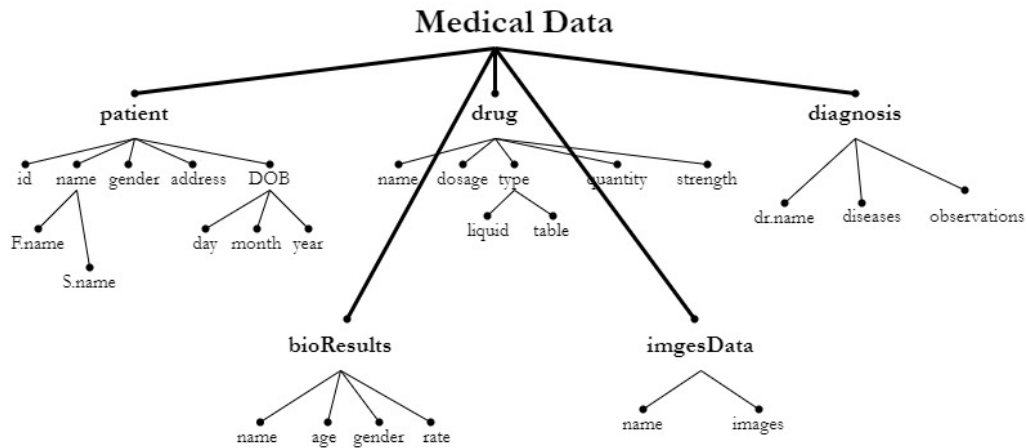 Medical Data
patient
drug
diagnosis
id name gender address DOB
name dosage type quantity strength
F.name
S.name
day month year
liquid table
dr.name diseases observations
bioResults
imgesData
name age gender rate
name images